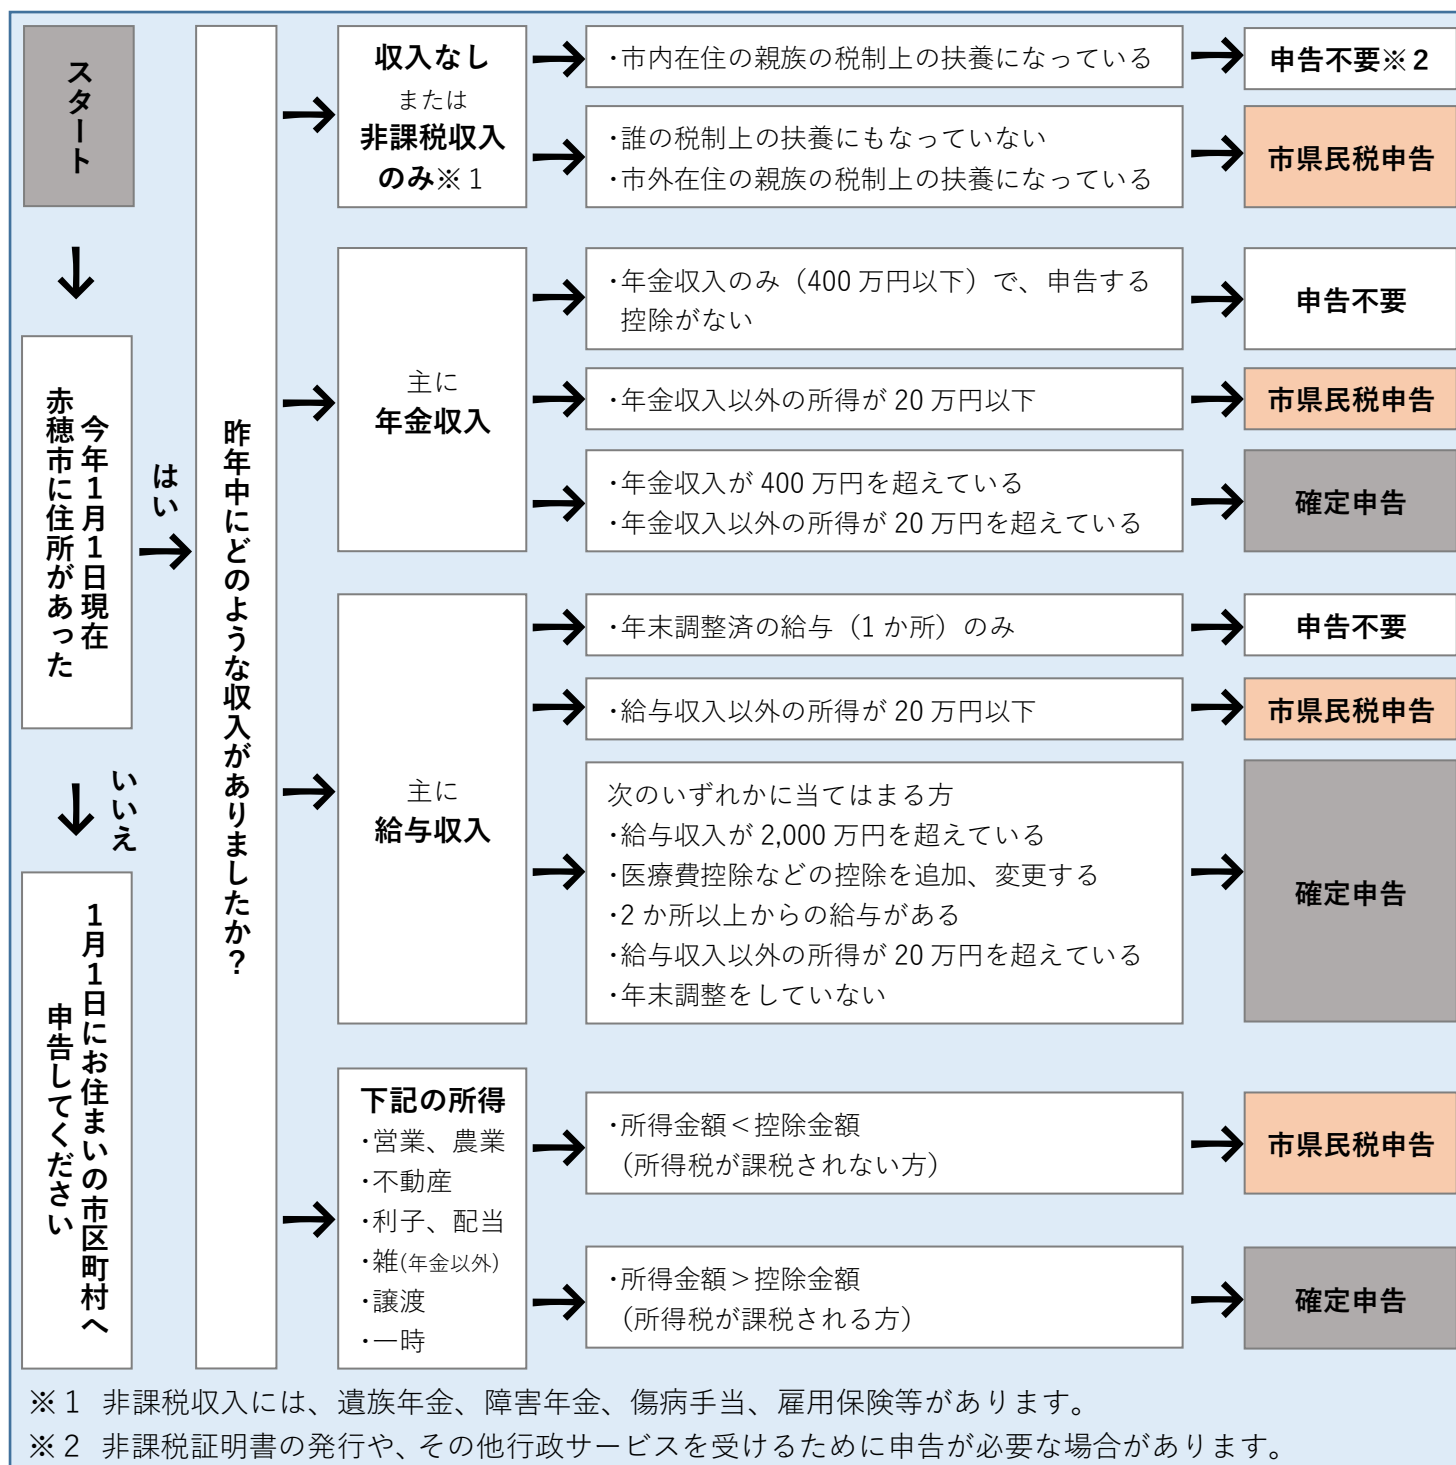 スタート
今年１月１日現在
赤穂市に住所があった
はい
いいえ
１月１日にお住まいの市区町村へ
申告してください
昨年中にどのような収入がありましたか？
収入なし
または
非課税収入
のみ※１
・市内在住の親族の税制上の扶養になっている
申告不要※２
・誰の税制上の扶養にもなっていない
・市外在住の親族の税制上の扶養になっている
市県民税申告
主に
年金収入
・年金収入のみ（400 万円以下）で、申告する
控除がない
申告不要
・年金収入以外の所得が 20 万円以下
市県民税申告
・年金収入が 400 万円を超えている
・年金収入以外の所得が 20 万円を超えている
確定申告
主に
給与収入
・年末調整済の給与（1 か所）のみ
申告不要
・給与収入以外の所得が 20 万円以下
市県民税申告
次のいずれかに当てはまる方
・給与収入が 2,000 万円を超えている
・医療費控除などの控除を追加、変更する
・2 か所以上からの給与がある
・給与収入以外の所得が 20 万円を超えている
・年末調整をしていない
確定申告
下記の所得
・営業、農業
・不動産
・利子、配当
・雑(年金以外)
・譲渡
・一時
・所得金額＜控除金額
（所得税が課税されない方）
市県民税申告
・所得金額＞控除金額
（所得税が課税される方）
確定申告
※１ 非課税収入には、遺族年金、障害年金、傷病手当、雇用保険等があります。
※２ 非課税証明書の発行や、その他行政サービスを受けるために申告が必要な場合があります。